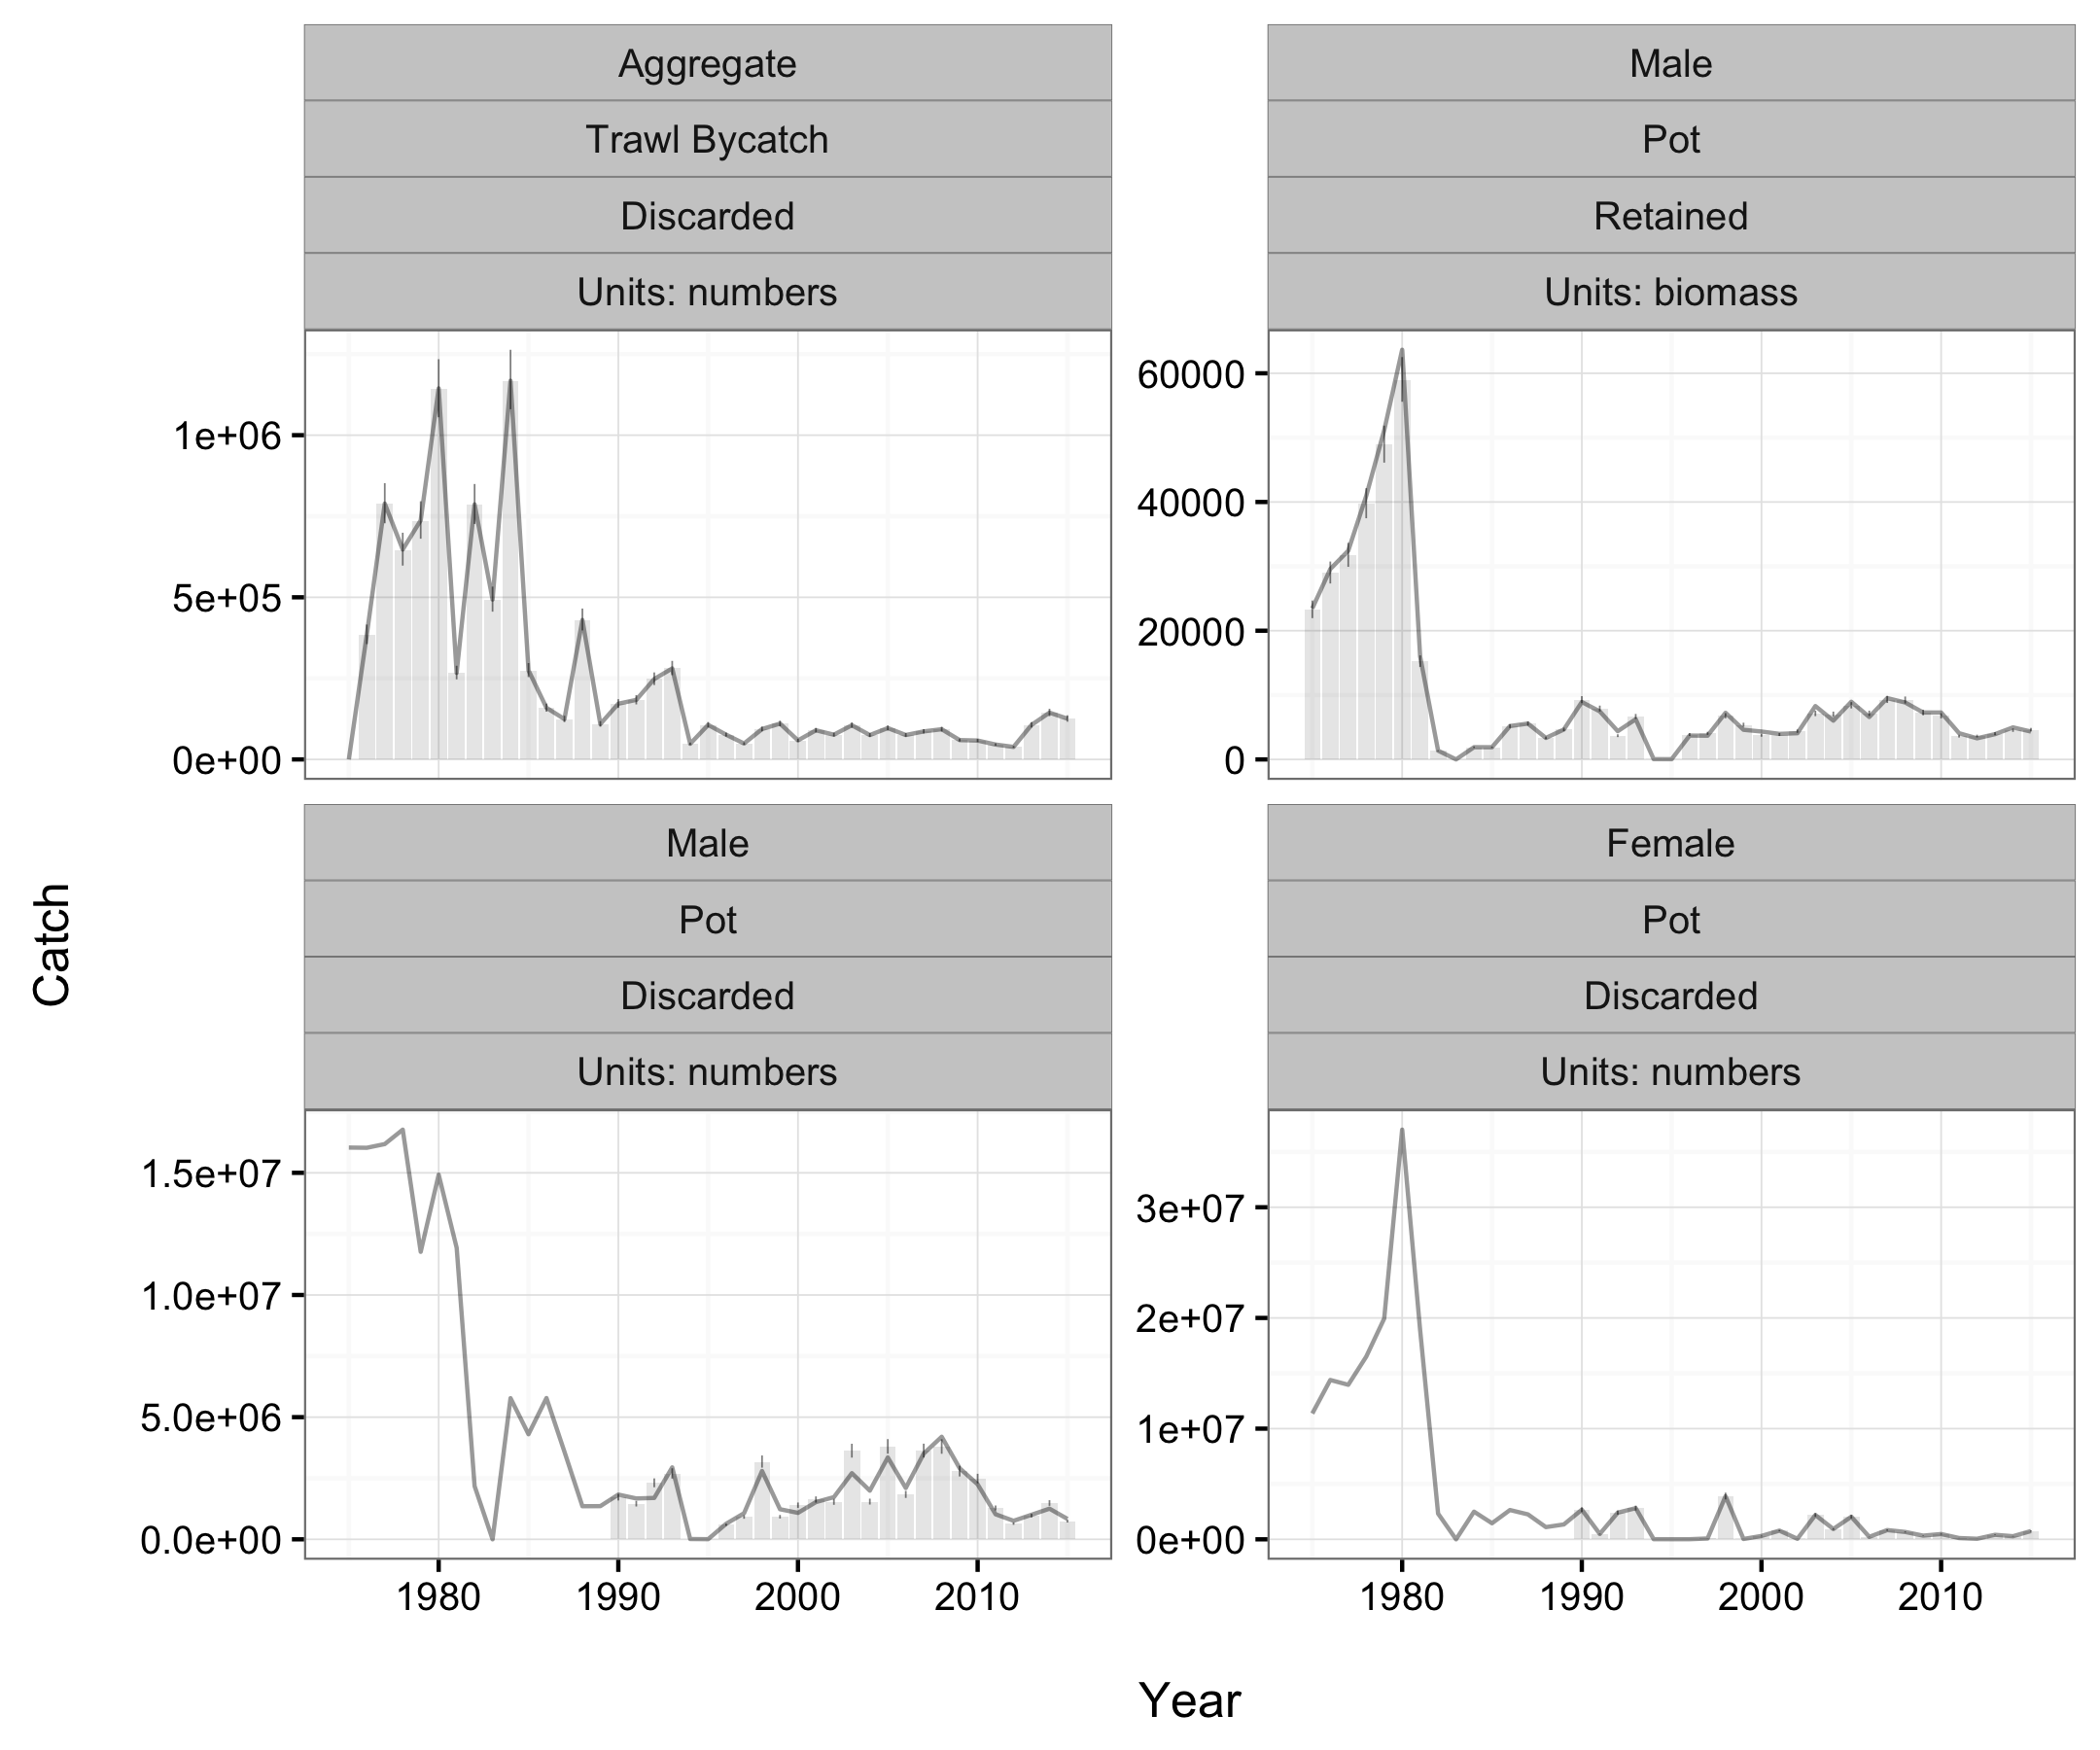 Aggregate
Trawl Bycatch
Discarded
Units: numbers
1e+06
5e+05
0e+00
Male
Pot
Retained
Units: biomass
60000
40000
20000
0
Male
Pot
Discarded
Units: numbers
1.5e+07
1.0e+07
5.0e+06
0.0e+00
1980 1990 2000 2010
Female
Pot
Discarded
Units: numbers
3e+07
2e+07
1e+07
0e+00
1980 1990 2000 2010
Catch
Year